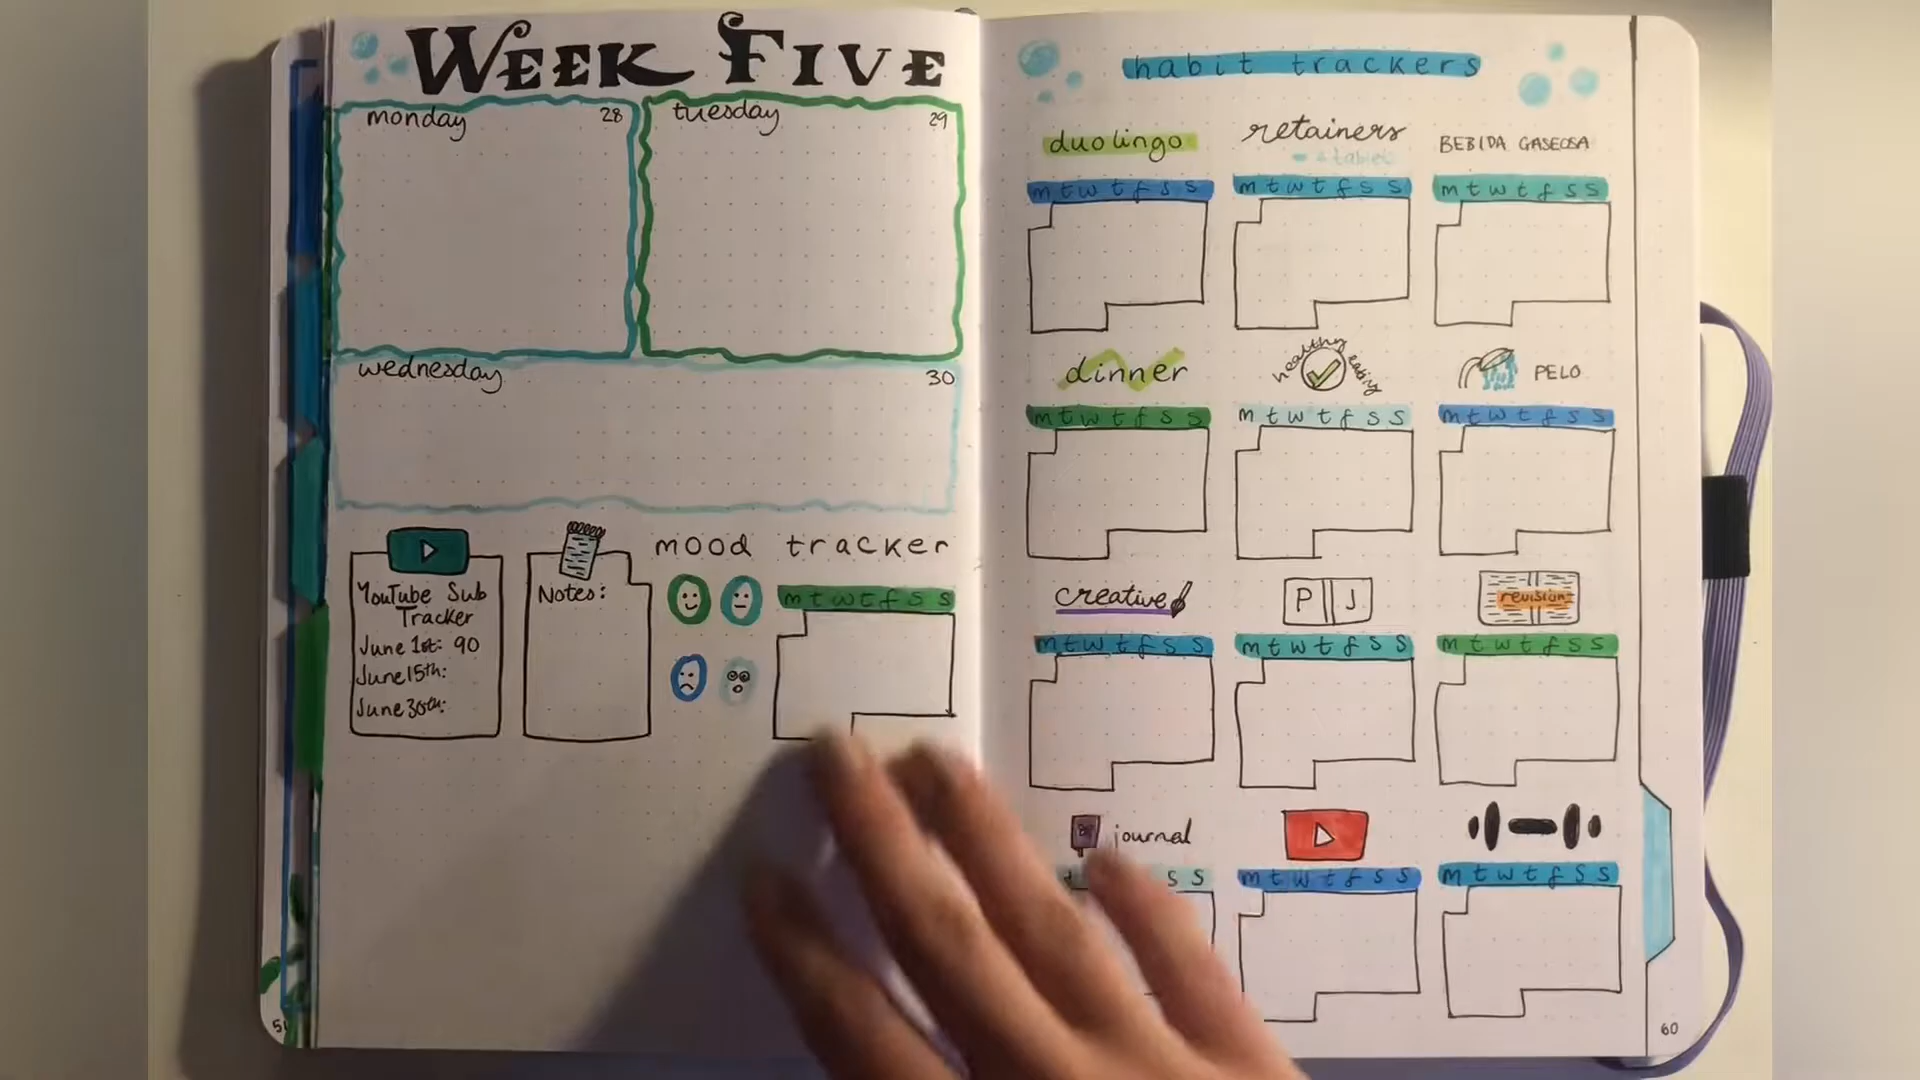 WEEK FIVE
monday 28
tuesday 29
wednesday 30
YouTube Sub
Tracker
June 1st: 90
June 15th:
June 30th:
Notes:
mood tracker
m t w t f s s
habit trackers
duolingo
retainers
+ tablet
BEBIDA GASEOSA
m t w t f s s
m t w t f s s
m t w t f s s
dinner
healthy eating
PELO
m t w t f s s
m t w t f s s
m t w t f s s
creative
P J
revision
m t w t f s s
m t w t f s s
m t w t f s s
journal
s s
m t w t f s s
m t w t f s s
60